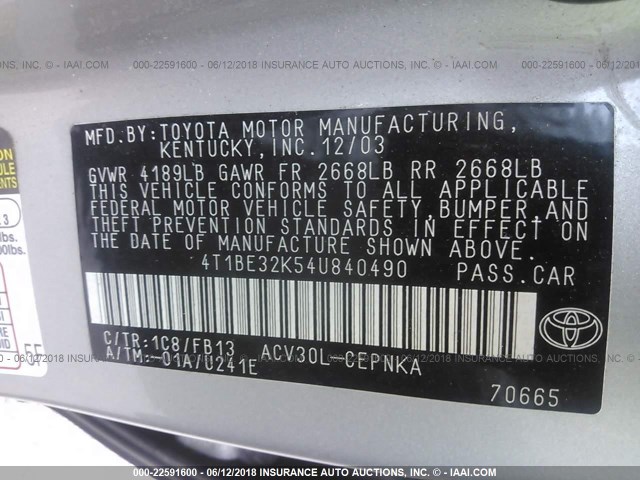 000-22591600 - 06/12/2018 INSURANCE AUTO AUCTIONS, INC. - © IAAI.com
MFD.BY:TOYOTA MOTOR MANUFACTURING,
KENTUCKY,INC.12/03
GVWR 4189LB GAWR FR 2668LB RR 2668LB
THIS VEHICLE CONFORMS TO ALL APPLICABLE
FEDERAL MOTOR VEHICLE SAFETY,BUMPER,AND
THEFT PREVENTION STANDARDS IN EFFECT ON
THE DATE OF MANUFACTURE SHOWN ABOVE.
4T1BE32K54U840490 PASS.CAR
C/TR:1C8/FB13 ACV30L-CEPNKA
A/TM:-01A/U241E
70665
000-22591600 - 06/12/2018 INSURANCE AUTO AUCTIONS, INC. - © IAAI.com